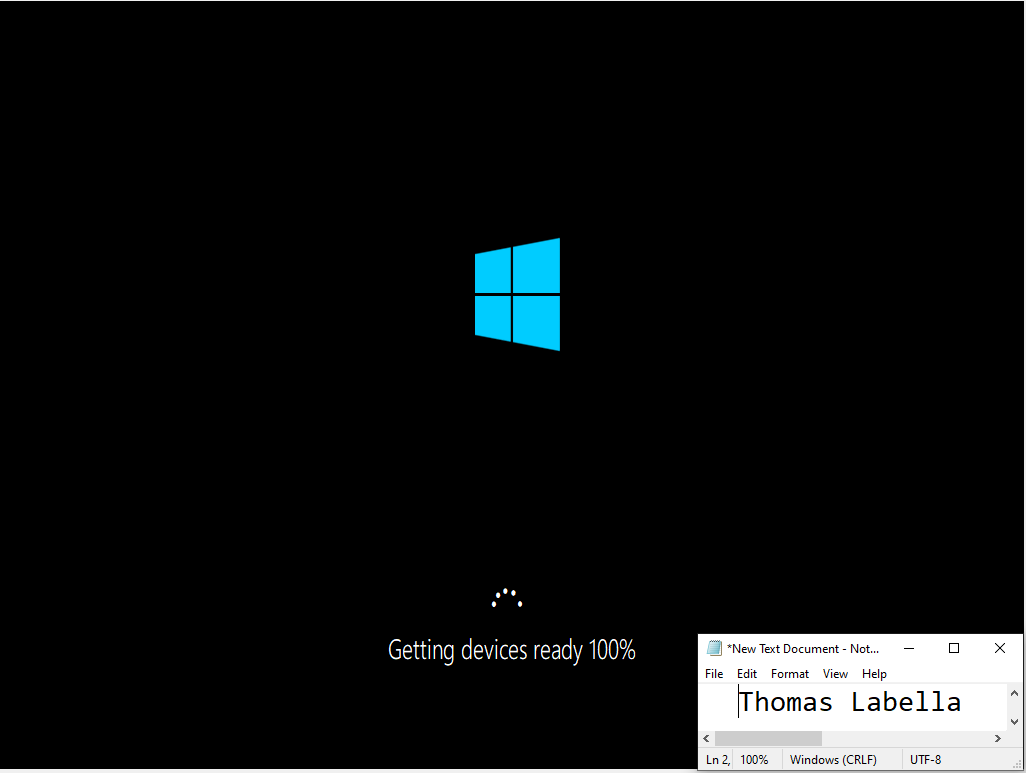 Getting devices ready 100%
*New Text Document - Not...
File Edit Format View Help
Thomas Labella
Ln 2, 100% Windows (CRLF) UTF-8